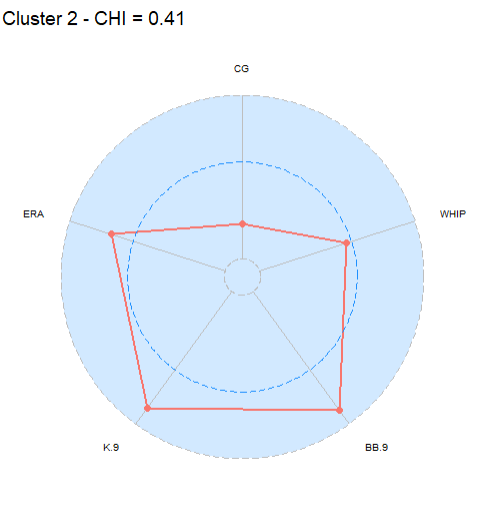 Cluster 2 - CHI = 0.41
CG
ERA
WHIP
K.9
BB.9